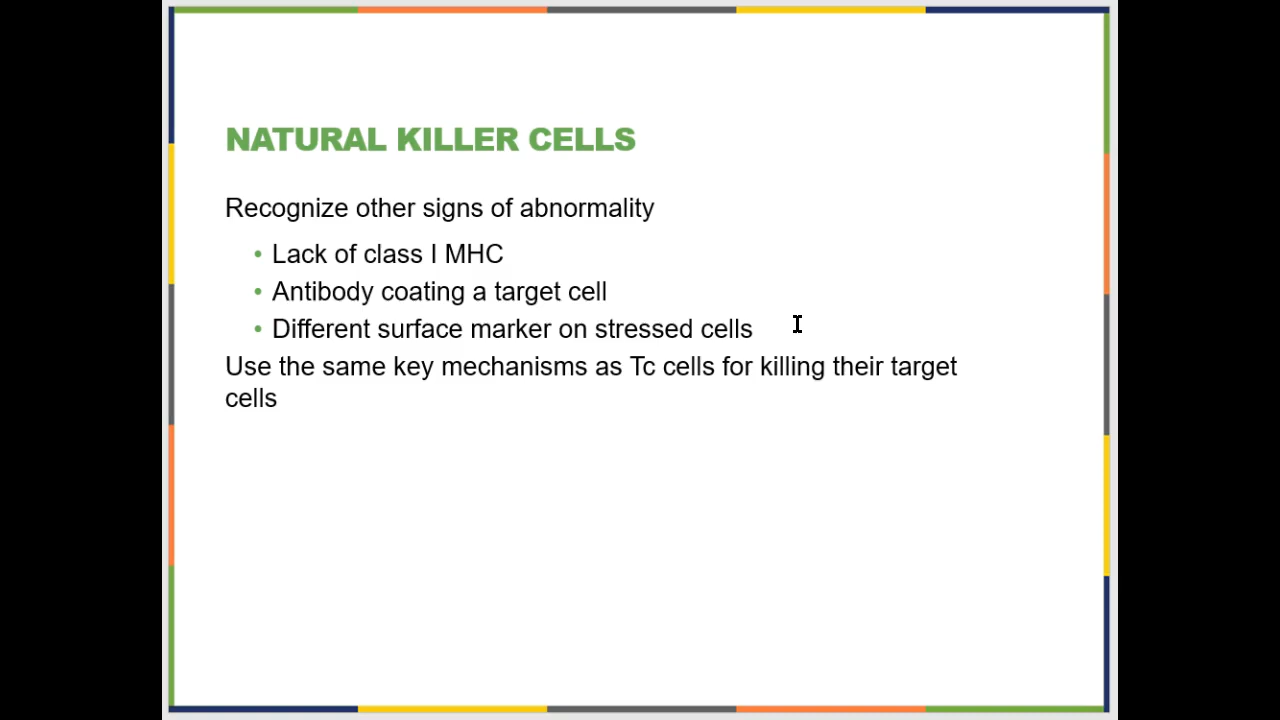 NATURAL KILLER CELLS
Recognize other signs of abnormality
• Lack of class I MHC
• Antibody coating a target cell
• Different surface marker on stressed cells
Use the same key mechanisms as Tc cells for killing their target
cells